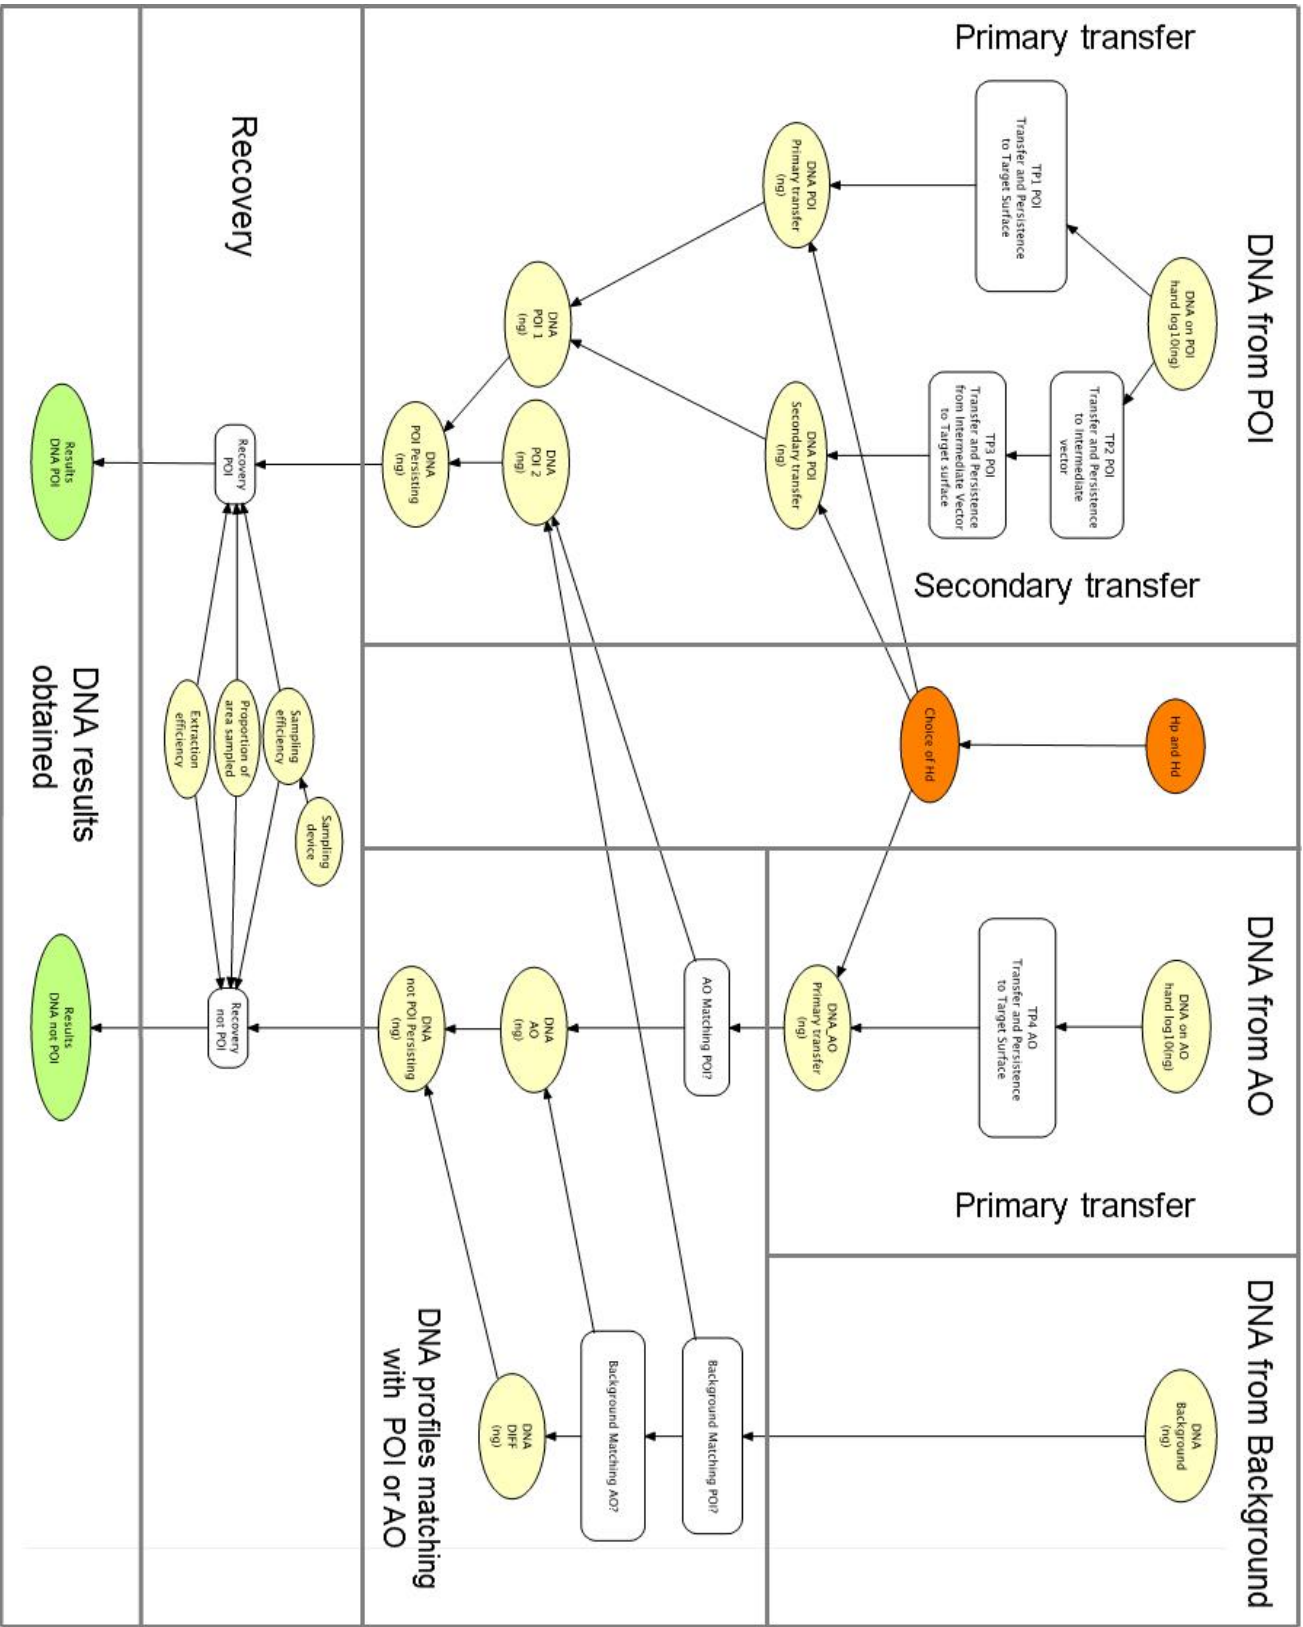 DNA from POI
DNA from AO
DNA from Background
Primary transfer
Secondary transfer
Primary transfer
DNA on POI
hand log10(ng)
Hp and Hd
DNA on AO
hand log10(ng)
DNA
Background
(ng)
TP1 POI
Transfer and Persistence
to Target Surface
TP2 POI
Transfer and Persistence
to Intermediate
vector
TP3 POI
Transfer and Persistence
from Intermediate Vector
to Target surface
TP4 AO
Transfer and Persistence
to Target Surface
Choice of Hd
DNA POI
Primary transfer
(ng)
DNA POI
Secondary transfer
(ng)
DNA_AO
Primary transfer
(ng)
AO Matching POI?
Background Matching POI?
Background Matching AO?
DNA
POI 1
(ng)
DNA
POI 2
(ng)
DNA
AO
(ng)
DNA
DIFF
(ng)
DNA
POI Persisting
(ng)
DNA
not POI Persisting
(ng)
DNA profiles matching
with POI or AO
Recovery
Sampling
device
Sampling
efficiency
Proportion of
area sampled
Extraction
efficiency
Recovery
POI
Recovery
not POI
Results
DNA POI
DNA results
obtained
Results
DNA not POI